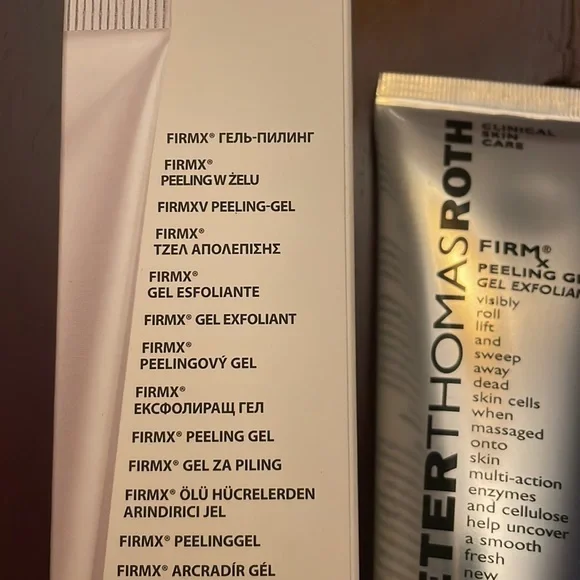 FIRMX® ГЕЛЬ-ПИЛИНГ
FIRMX®
PEELING W ŻELU
FIRMXV PEELING-GEL
FIRMX®
ΤΖΕΛ ΑΠΟΛΕΠΙΣΗΣ
FIRMX®
GEL ESFOLIANTE
FIRMX® GEL EXFOLIANT
FIRMX®
PEELINGOVÝ GEL
FIRMX®
ЕКСФОЛИРАЩ ГЕЛ
FIRMX® PEELING GEL
FIRMX® GEL ZA PILING
FIRMX® ÖLÜ HÜCRELERDEN
ARINDIRICI JEL
FIRMX® PEELINGGEL
FIRMX® ARCRADÍR GÉL
THOMAS ROTH
CLINICAL
SKIN
CARE
FIRMX®
PEELING
GEL
visibly
roll
lift
and
sweep
away
dead
skin cells
when
massaged
onto
skin
multi-action
enzymes
and cellulose
help uncover
a smooth
fresh
new